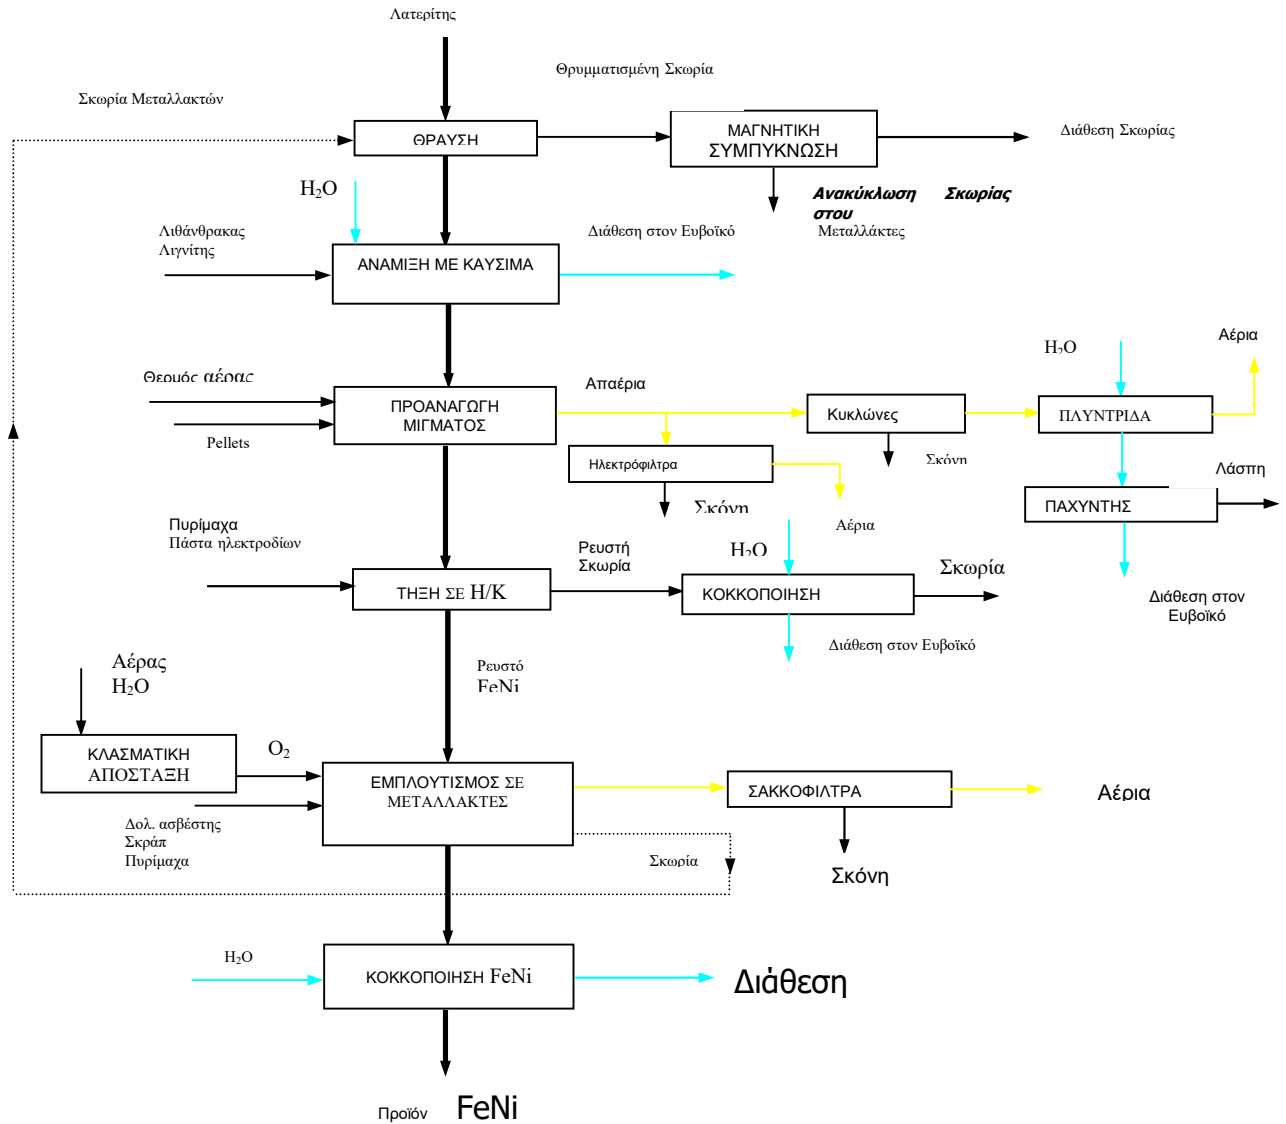 Λατερίτης
Θρυμματισμένη Σκωρία
Σκωρία Μεταλλακτών
ΘΡΑΥΣΗ
ΜΑΓΝΗΤΙΚΗ
ΣΥΜΠΥΚΝΩΣΗ
Διάθεση Σκωρίας
H₂O
Ανακύκλωση Σκωρίας
στου
Μεταλλάκτες
Λιθάνθρακας
Λιγνίτης
Διάθεση στον Ευβοϊκό
ΑΝΑΜΙΞΗ ΜΕ ΚΑΥΣΙΜΑ
H₂O
Αέρια
Θερμός αέρας
Απαέρια
ΠΡΟΑΝΑΓΩΓΗ
ΜΙΓΜΑΤΟΣ
Κυκλώνες
ΠΛΥΝΤΡΙΔΑ
Pellets
Ηλεκτρόφιλτρα
Σκόνη
Λάσπη
Σκόνη
Αέρια
ΠΑΧΥΝΤΗΣ
Πυρίμαχα
Πάστα ηλεκτροδίων
Ρευστή
Σκωρία
H₂O
Σκωρία
ΤΗΞΗ ΣΕ Η/Κ
ΚΟΚΚΟΠΟΙΗΣΗ
Διάθεση στον
Ευβοϊκό
Διάθεση στον Ευβοϊκό
Αέρας
H₂O
Ρευστό
FeNi
ΚΛΑΣΜΑΤΙΚΗ
ΑΠΟΣΤΑΞΗ
O₂
ΕΜΠΛΟΥΤΙΣΜΟΣ ΣΕ
ΜΕΤΑΛΛΑΚΤΕΣ
ΣΑΚΚΟΦΙΛΤΡΑ
Αέρια
Δολ. ασβέστης
Σκράπ
Πυρίμαχα
Σκωρία
Σκόνη
H₂O
ΚΟΚΚΟΠΟΙΗΣΗ FeNi
Διάθεση
Προϊόν FeNi